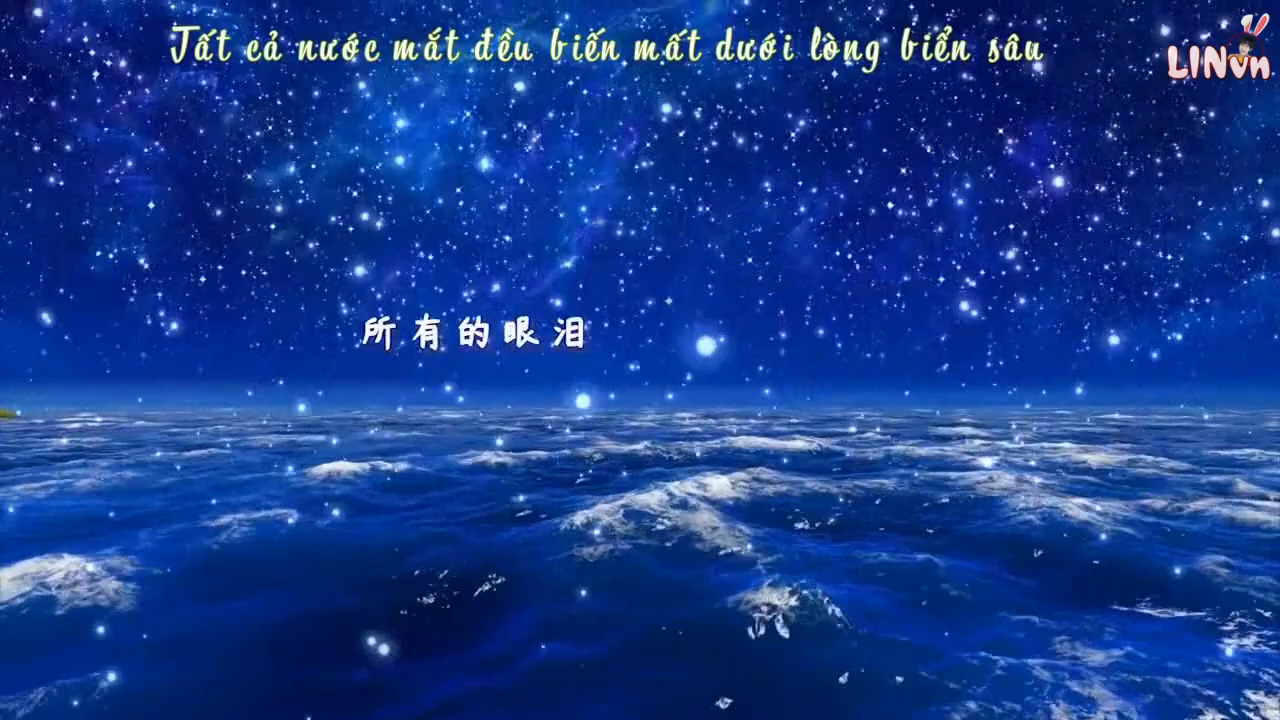 Tất cả nước mắt đều biến mất dưới lòng biển sâu
LINvn
所有的眼泪